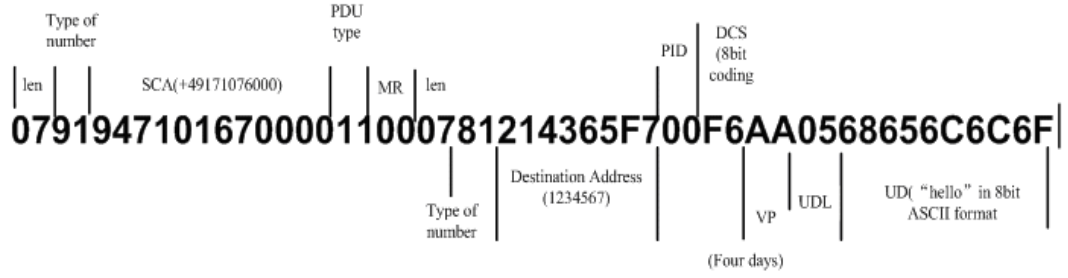 Type of
number
PDU
type
DCS
(8bit
coding
PID
len
SCA(+49171076000)
MR
len
079194710167000011000781214365F700F6AA0568656C6C6F
Destination Address
(1234567)
Type of
number
VP
UDL
UD( “hello” in 8bit
ASCII format
(Four days)